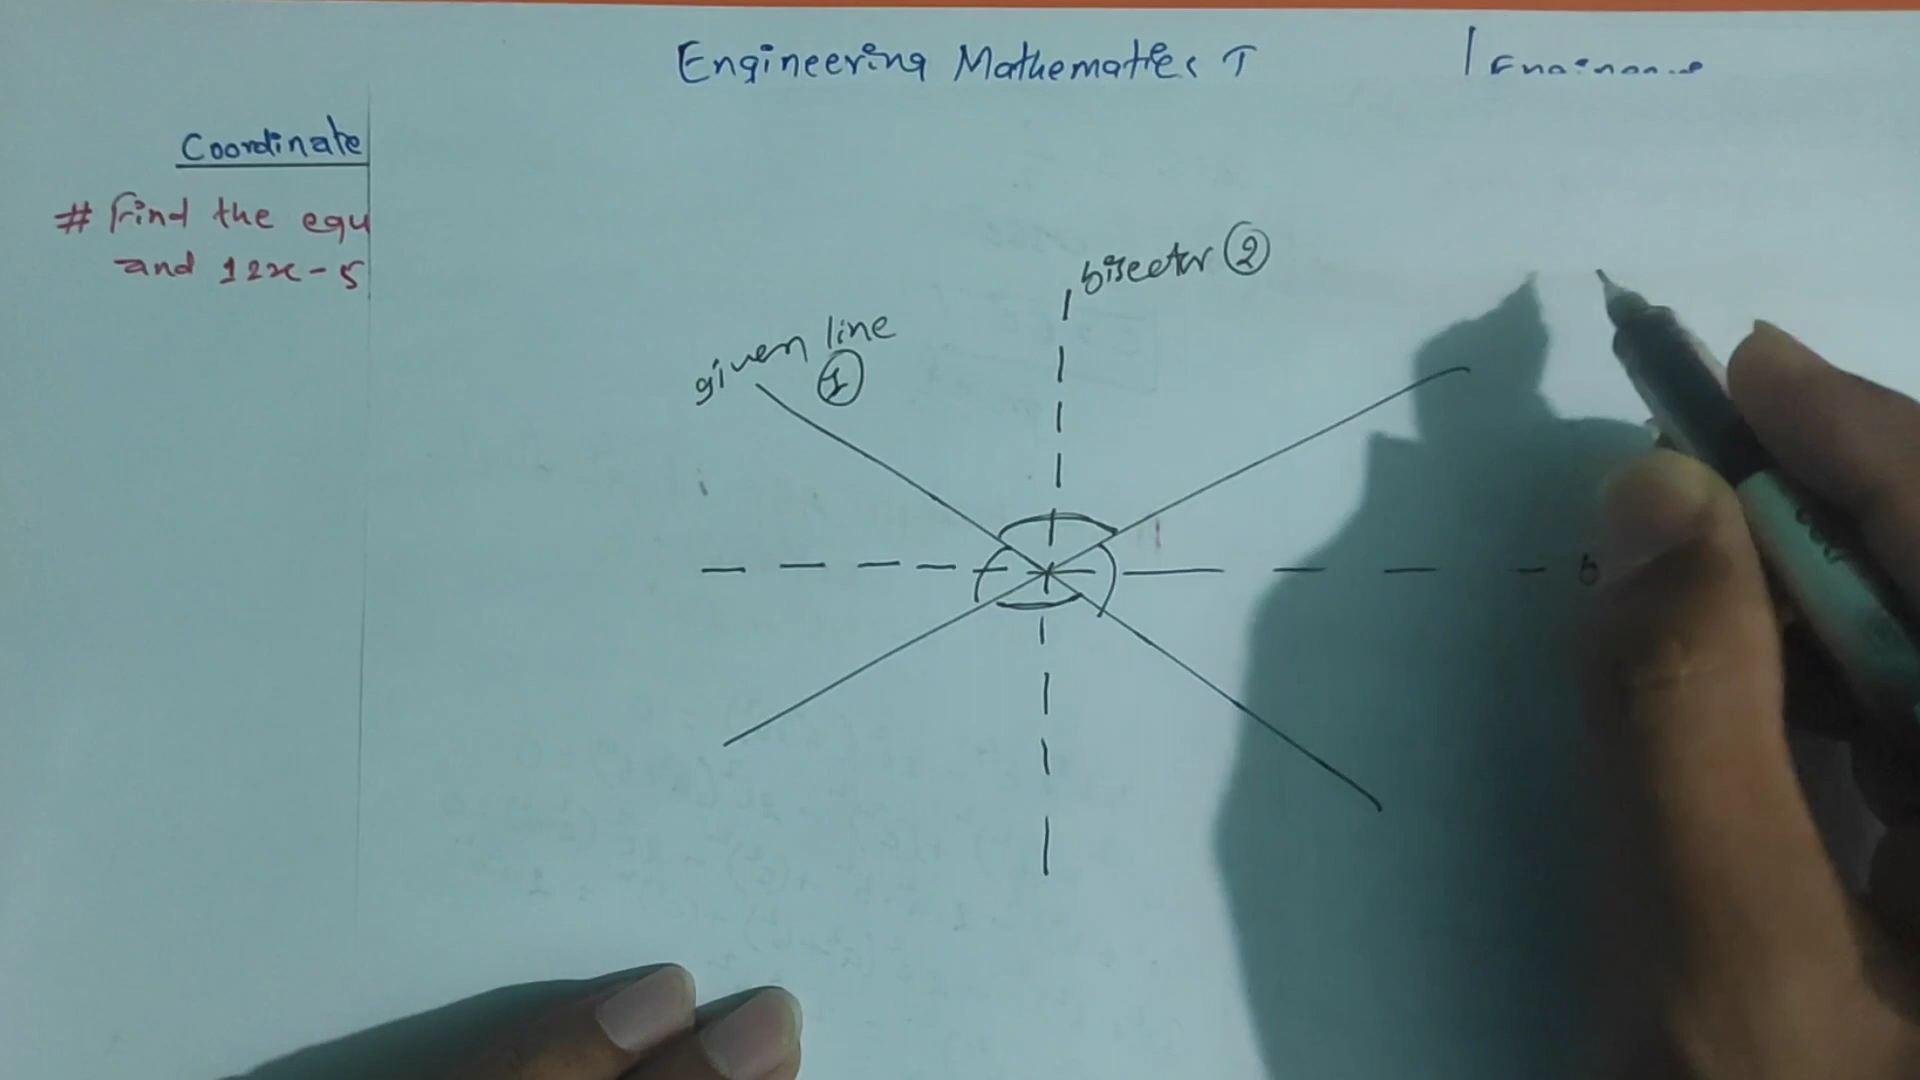 Engineering Mathematics I
Coordinate
# Find the equ
and 12x - 5
bisector ②
given line
①